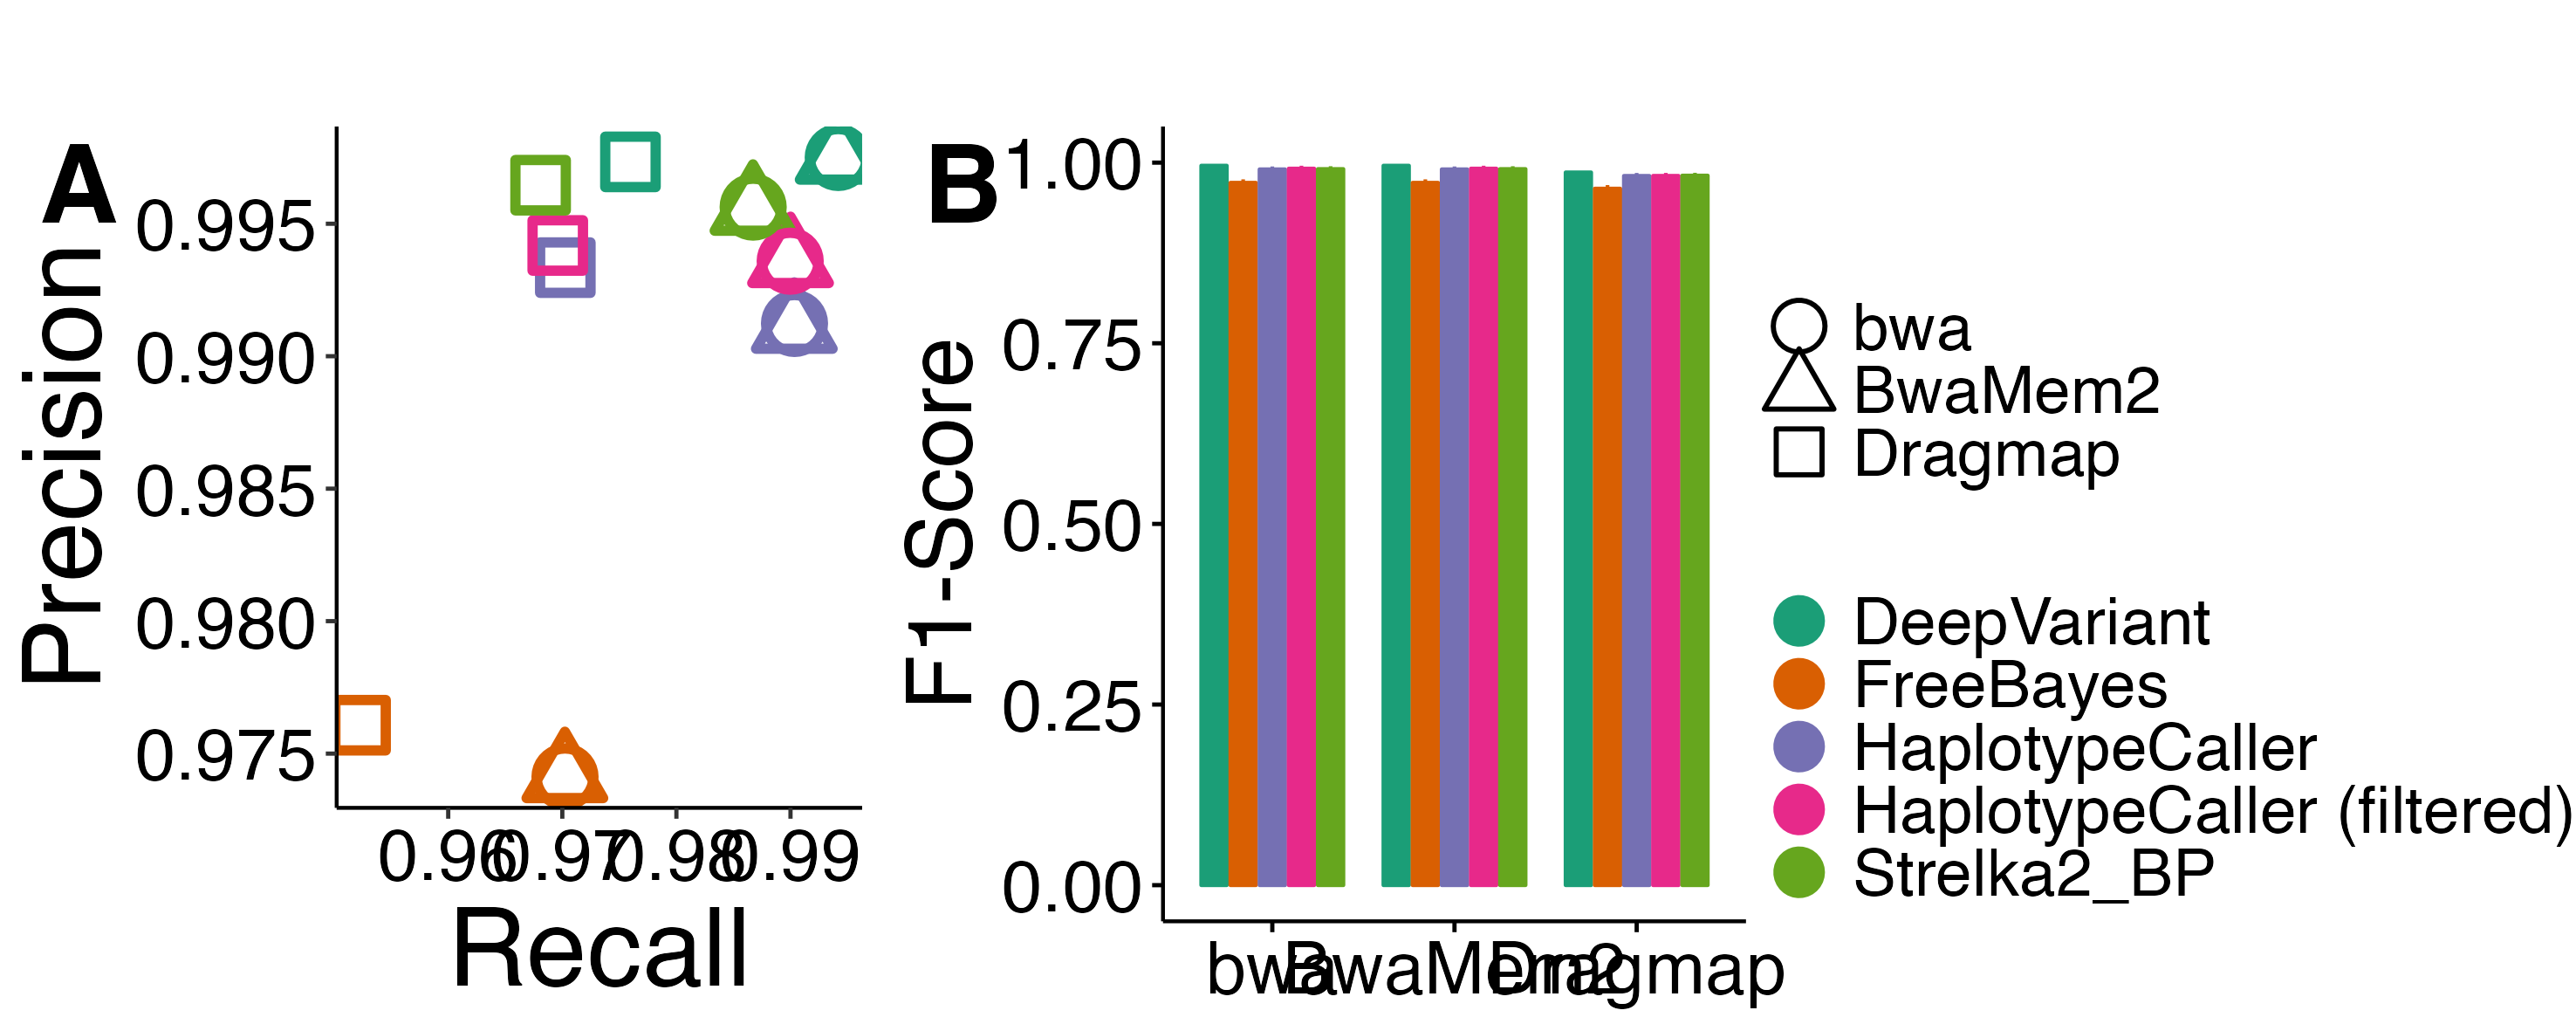 A
Precision
0.995
0.990
0.985
0.980
0.975
0.96
0.97
0.98
0.99
Recall
B
F1-Score
1.00
0.75
0.50
0.25
0.00
bwa
BwaMem2
Dragmap
bwa
BwaMem2
Dragmap
DeepVariant
FreeBayes
HaplotypeCaller
HaplotypeCaller (filtered)
Strelka2_BP